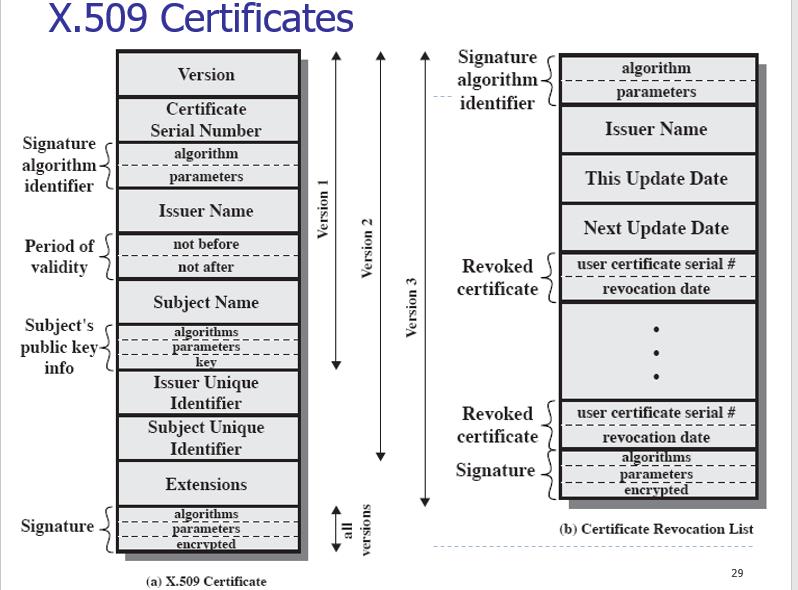 X.509 Certificates
Version
Certificate
Serial Number
Signature
algorithm
identifier
algorithm
parameters
Issuer Name
Period of
validity
not before
not after
Subject Name
Subject's
public key
info
algorithms
parameters
key
Issuer Unique
Identifier
Subject Unique
Identifier
Extensions
Signature
algorithms
parameters
encrypted
Version 1
Version 2
Version 3
all
versions
(a) X.509 Certificate
Signature
algorithm
identifier
algorithm
parameters
Issuer Name
This Update Date
Next Update Date
Revoked
certificate
user certificate serial #
revocation date
Revoked
certificate
user certificate serial #
revocation date
Signature
algorithms
parameters
encrypted
(b) Certificate Revocation List
29